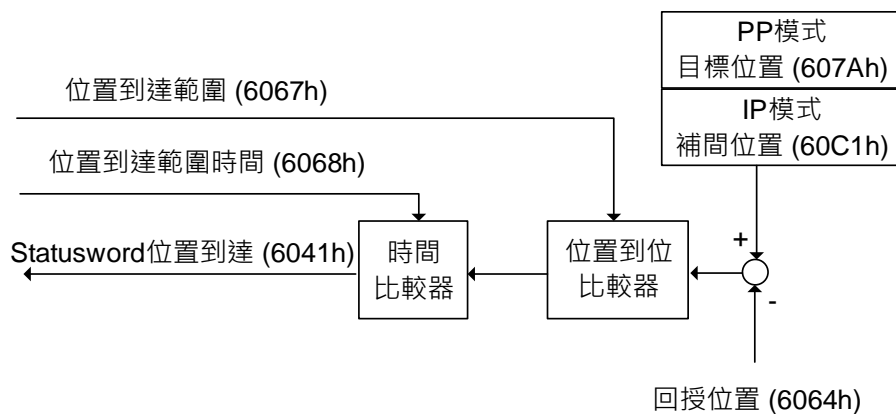 PP模式
目標位置 (607Ah)
IP模式
補間位置 (60C1h)
位置到達範圍 (6067h)
位置到達範圍時間 (6068h)
Statusword位置到達 (6041h)
時間
比較器
位置到位
比較器
+
-
回授位置 (6064h)